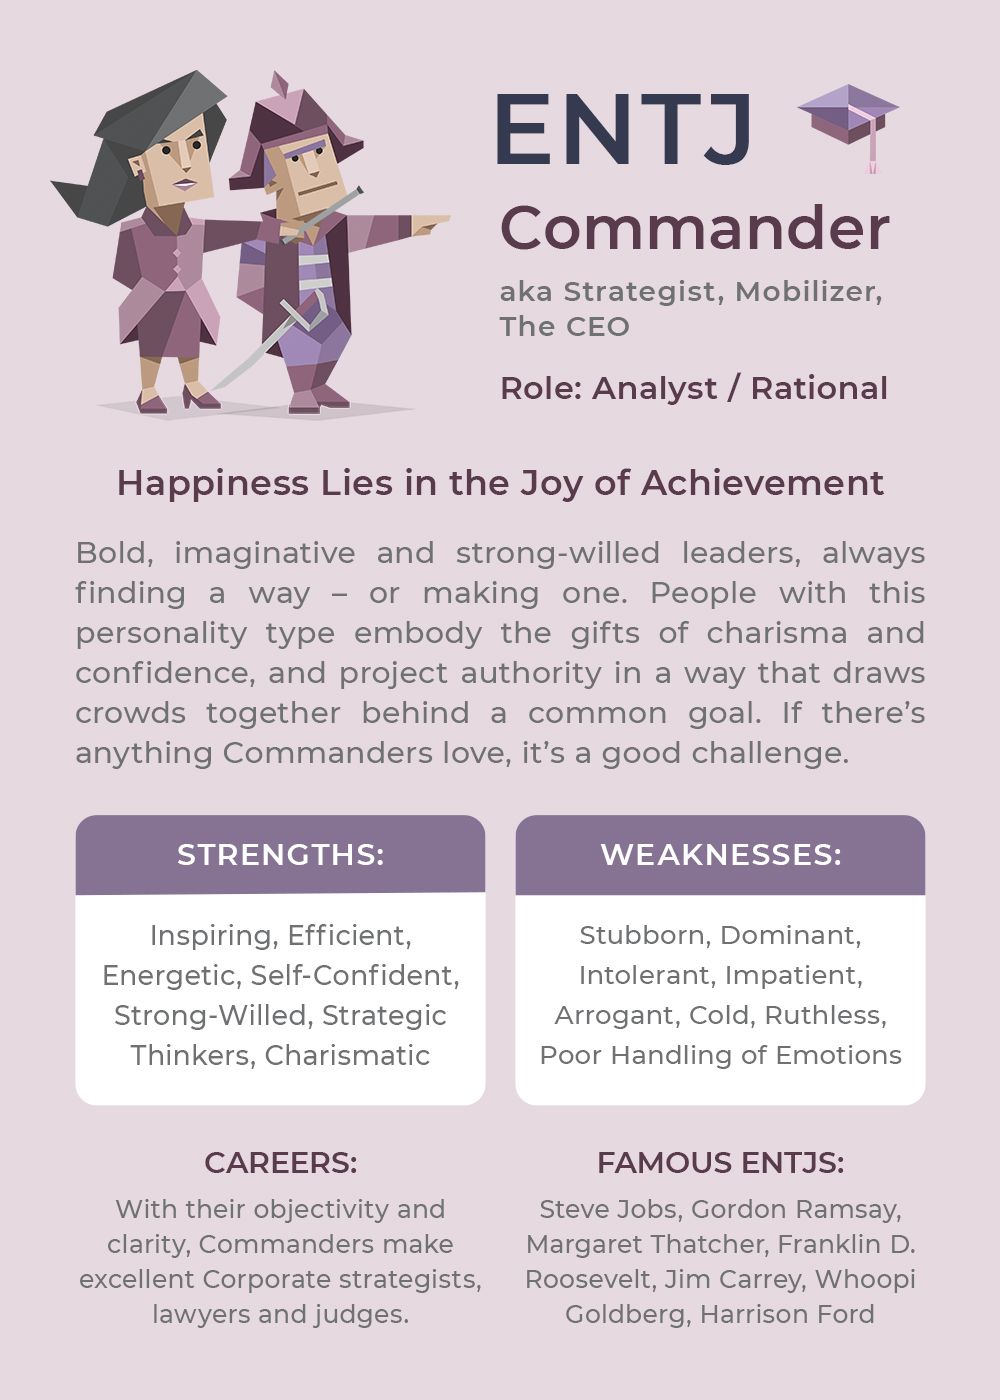 ENTJ
Commander
aka Strategist, Mobilizer,
The CEO
Role: Analyst / Rational
Happiness Lies in the Joy of Achievement
Bold, imaginative and strong-willed leaders, always
finding a way – or making one. People with this
personality type embody the gifts of charisma and
confidence, and project authority in a way that draws
crowds together behind a common goal. If there’s
anything Commanders love, it’s a good challenge.
STRENGTHS:
Inspiring, Efficient,
Energetic, Self-Confident,
Strong-Willed, Strategic
Thinkers, Charismatic
WEAKNESSES:
Stubborn, Dominant,
Intolerant, Impatient,
Arrogant, Cold, Ruthless,
Poor Handling of Emotions
CAREERS:
With their objectivity and
clarity, Commanders make
excellent Corporate strategists,
lawyers and judges.
FAMOUS ENTJS:
Steve Jobs, Gordon Ramsay,
Margaret Thatcher, Franklin D.
Roosevelt, Jim Carrey, Whoopi
Goldberg, Harrison Ford